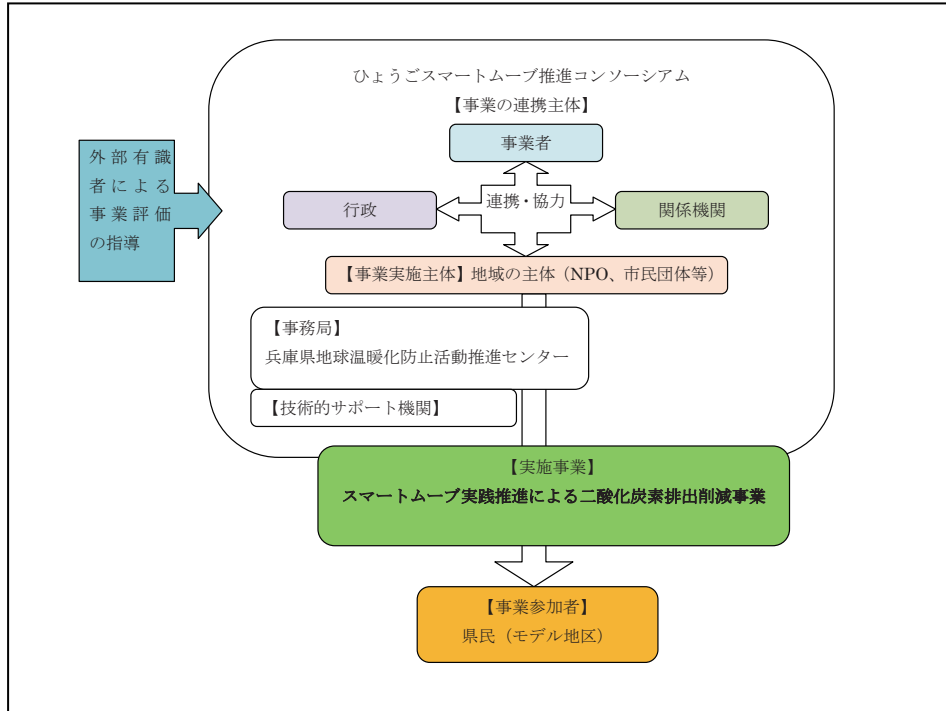 ひょうごスマートムーブ推進コンソーシアム
【事業の連携主体】
事業者
外部有識
者による
事業評価
の指導
行政
連携・協力
関係機関
【事業実施主体】地域の主体（NPO、市民団体等）
【事務局】
兵庫県地球温暖化防止活動推進センター
【技術的サポート機関】
【実施事業】
スマートムーブ実践推進による二酸化炭素排出削減事業
【事業参加者】
県民（モデル地区）